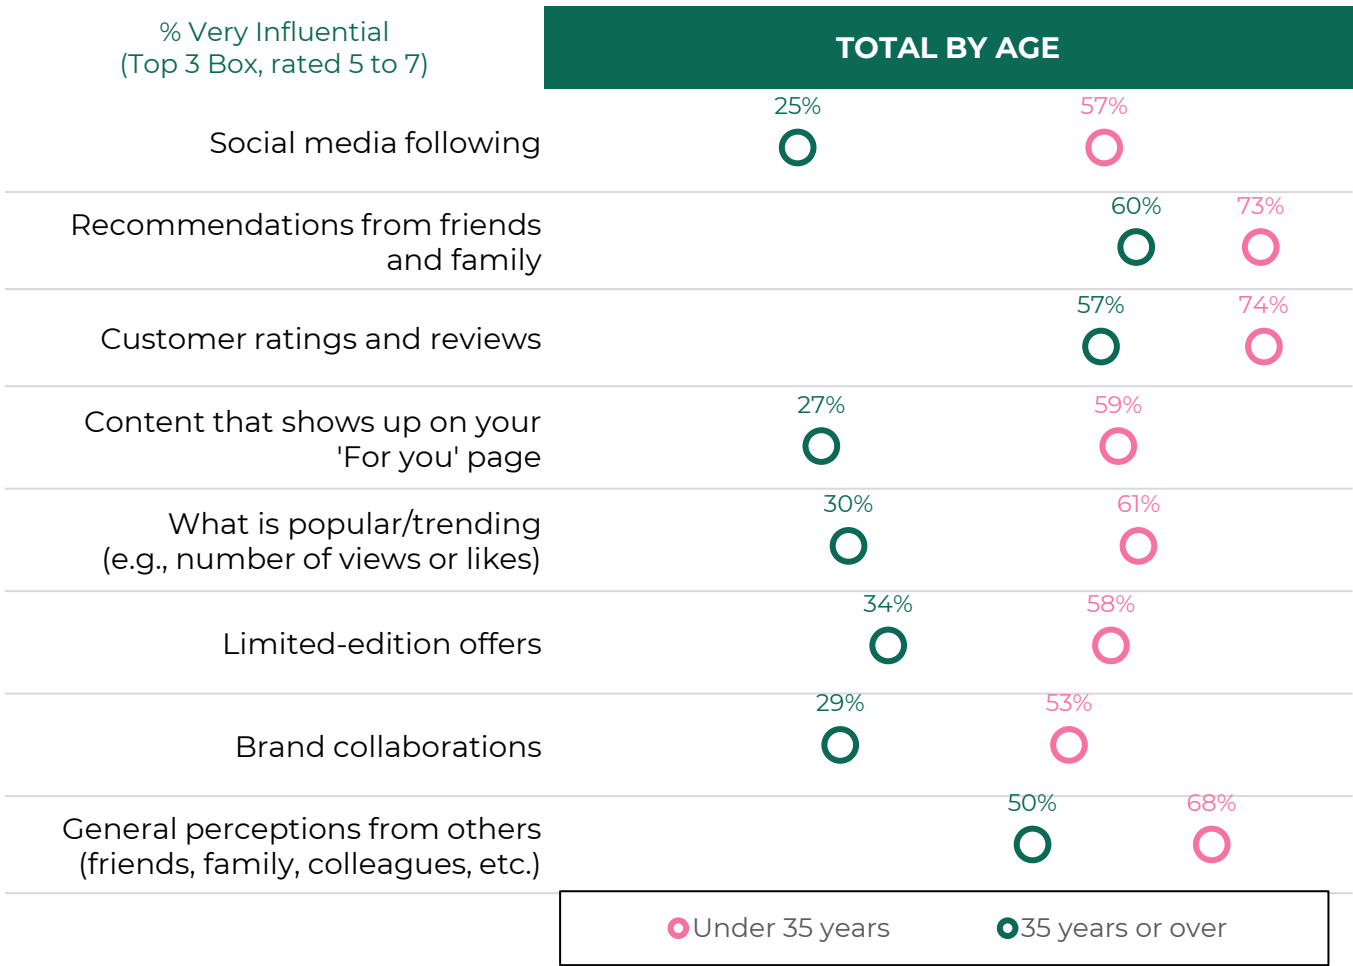 % Very Influential
(Top 3 Box, rated 5 to 7)
TOTAL BY AGE
25% 57%
Social media following
60% 73%
Recommendations from friends
and family
57% 74%
Customer ratings and reviews
27% 59%
Content that shows up on your
'For you' page
30% 61%
What is popular/trending
(e.g., number of views or likes)
34% 58%
Limited-edition offers
29% 53%
Brand collaborations
50% 68%
General perceptions from others
(friends, family, colleagues, etc.)
Under 35 years 35 years or over